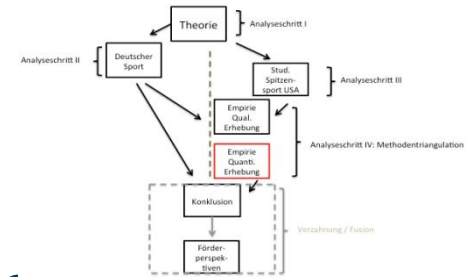 Theorie
Analyseschritt I
Analyseschritt II
Deutscher
Sport
Stud.
Spitzen-
sport USA
Analyseschritt III
Empirie
Qual.
Erhebung
Analyseschritt IV: Methodentriangulation
Empirie
Quanti.
Erhebung
Konklusion
Verzahnung / Fusion
Förder-
perspek-
tiven